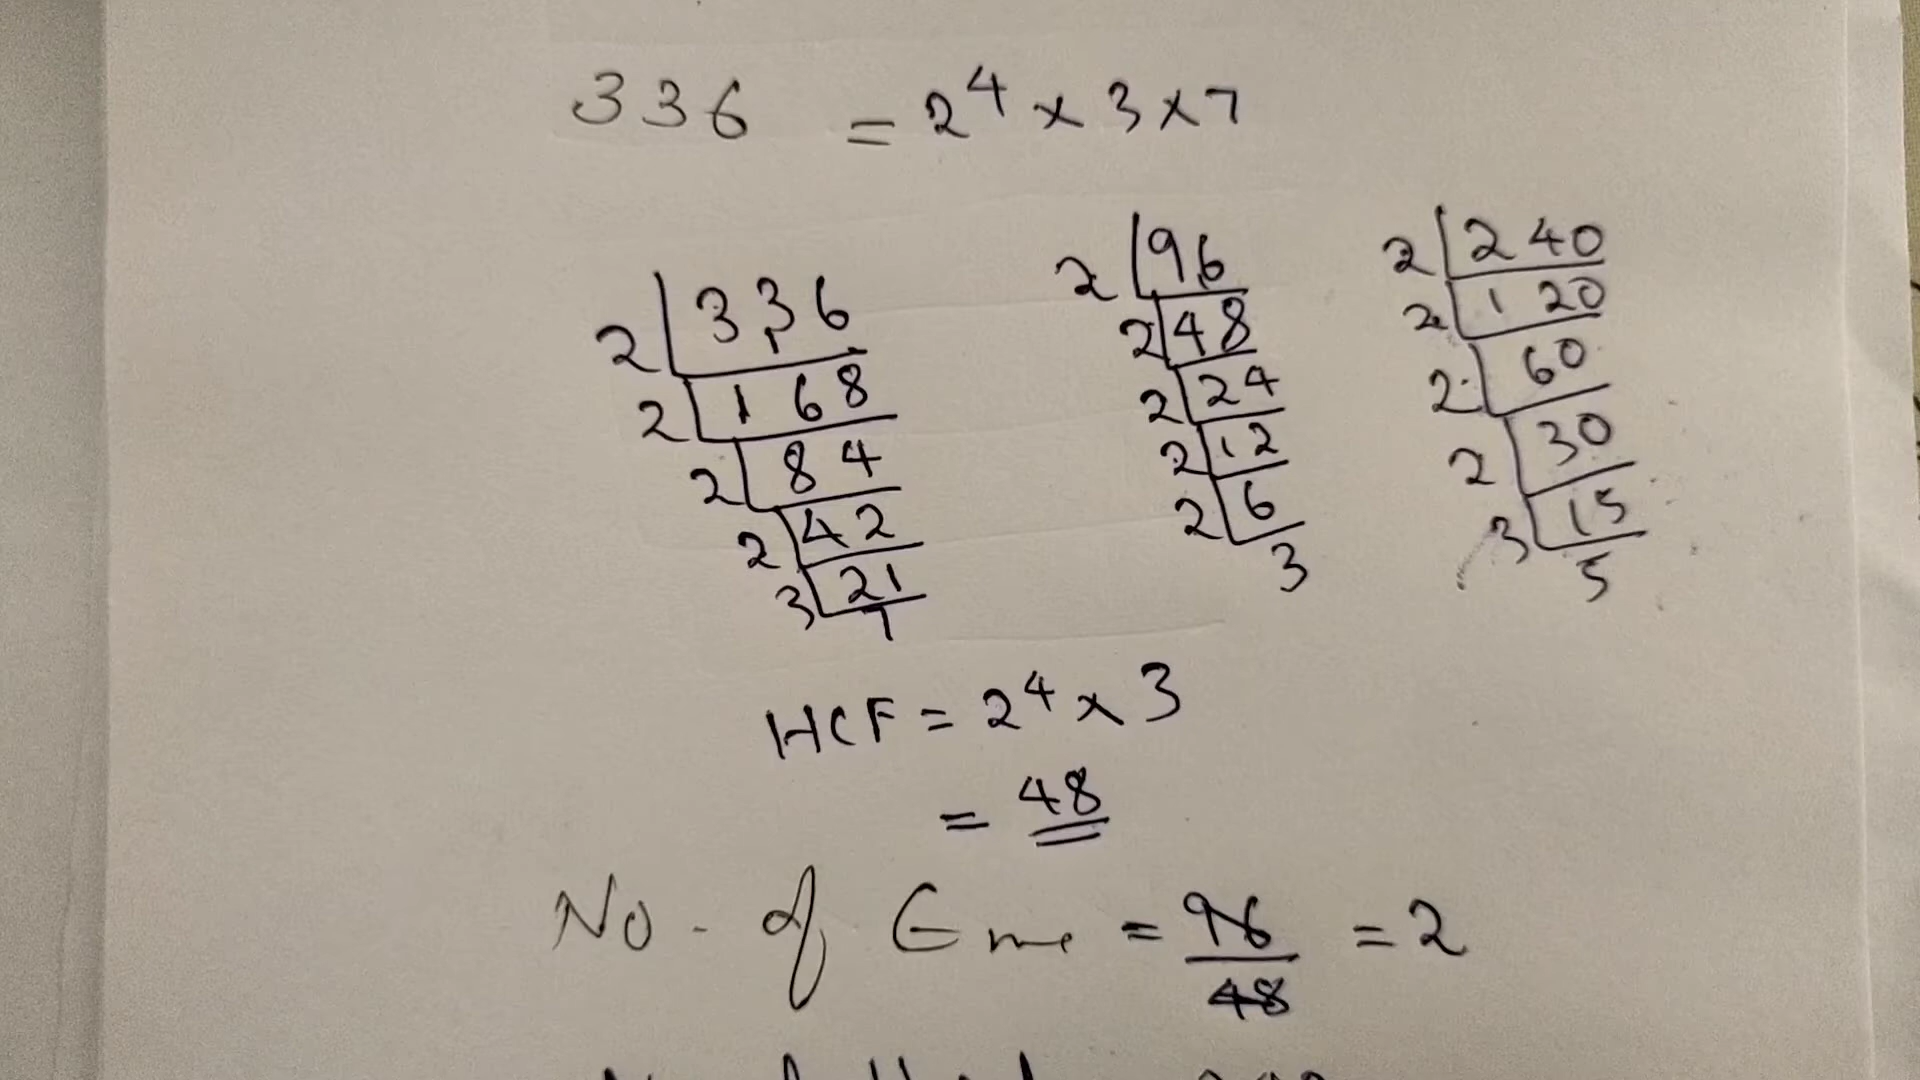 336 = 2⁴ × 3 × 7
2 | 336
2 | 168
2 | 84
2 | 42
3 | 21
7
2 | 96
2 | 48
2 | 24
2 | 12
2 | 6
3
2 | 240
2 | 120
2 | 60
2 | 30
3 | 15
5
HCF = 2⁴ × 3
= 48
No. of = 96/48 = 2